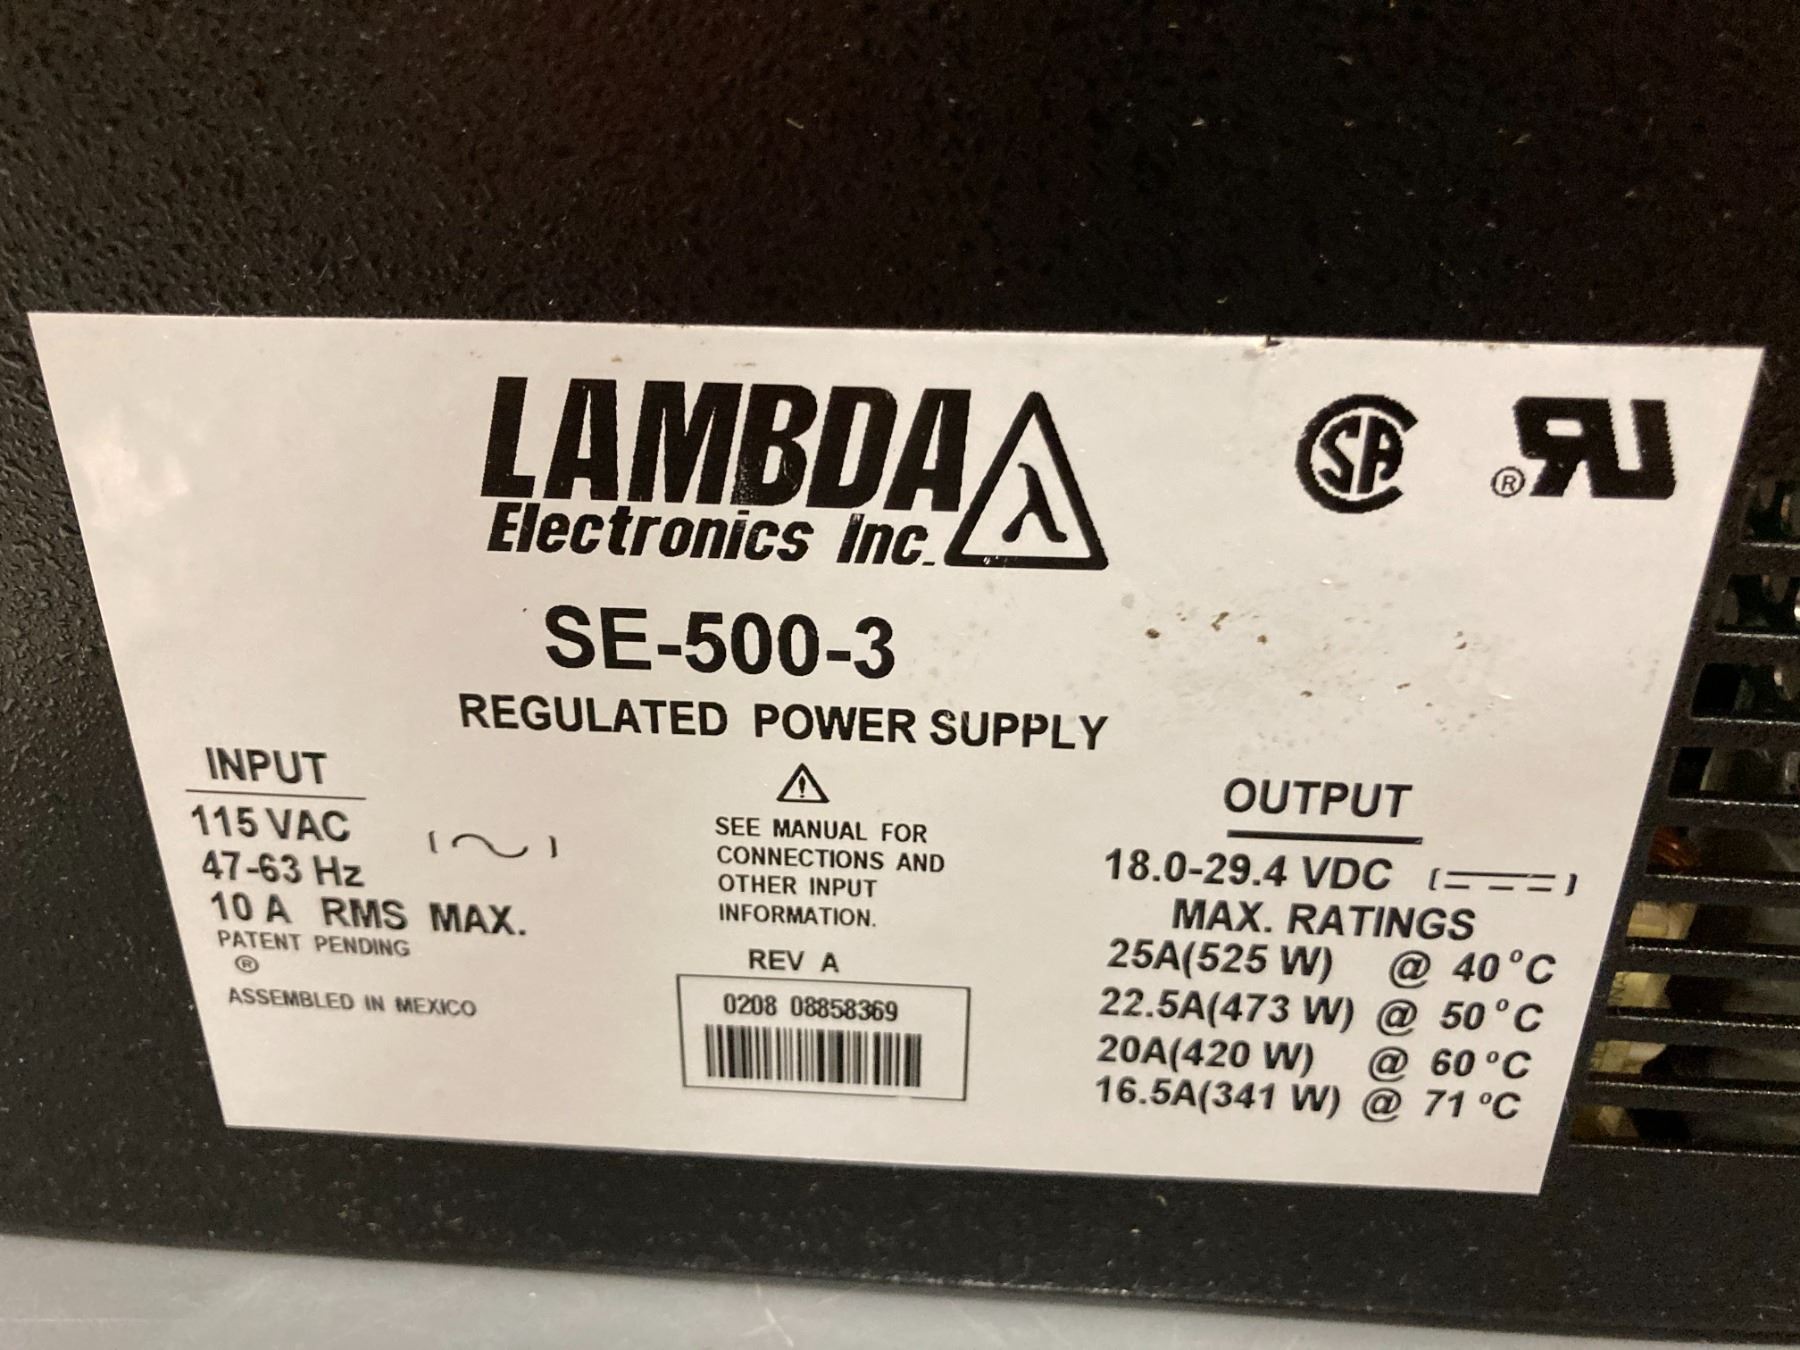 LAMBDA
Electronics Inc.
λ
SA
®
UR
SE-500-3
REGULATED POWER SUPPLY
INPUT
115 VAC
47-63 Hz
10 A RMS MAX.
PATENT PENDING
®
ASSEMBLED IN MEXICO
SEE MANUAL FOR
CONNECTIONS AND
OTHER INPUT
INFORMATION.
REV A
0208 08858369
OUTPUT
18.0-29.4 VDC
MAX. RATINGS
25A(525 W) @ 40 °C
22.5A(473 W) @ 50 °C
20A(420 W) @ 60 °C
16.5A(341 W) @ 71 °C